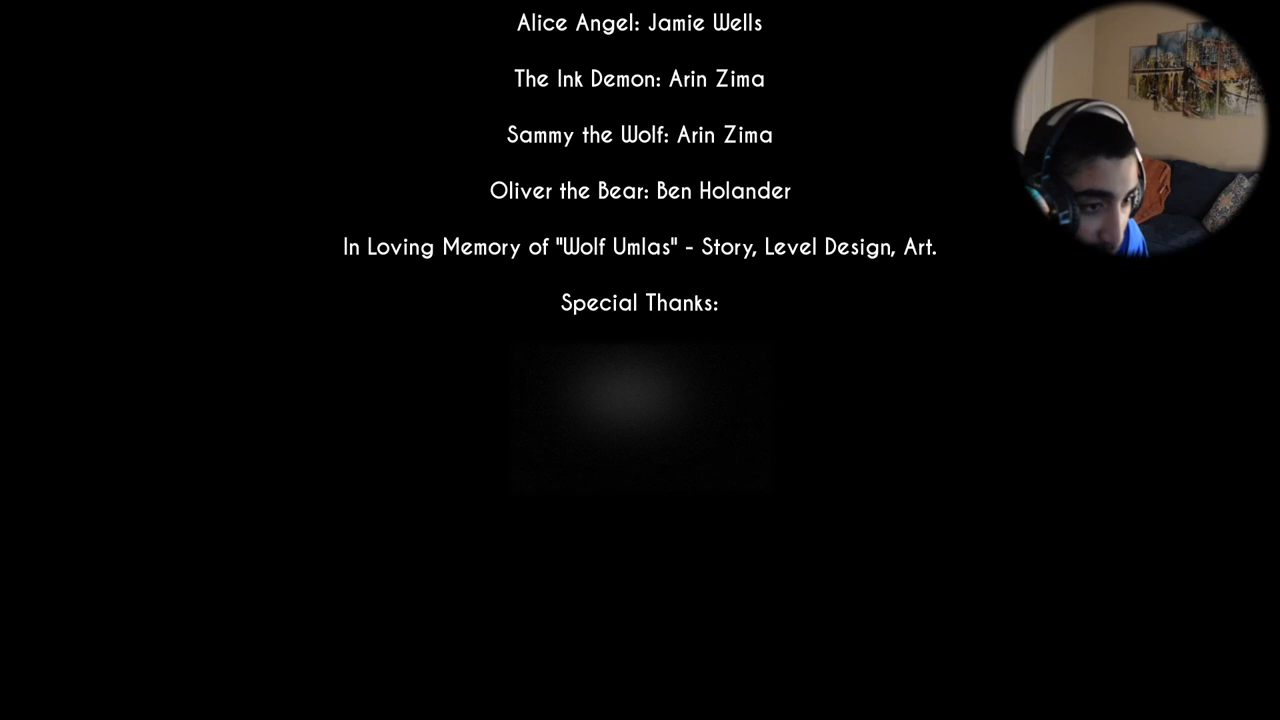 Alice Angel: Jamie Wells
The Ink Demon: Arin Zima
Sammy the Wolf: Arin Zima
Oliver the Bear: Ben Holander
In Loving Memory of "Wolf Umlas" - Story, Level Design, Art.
Special Thanks: